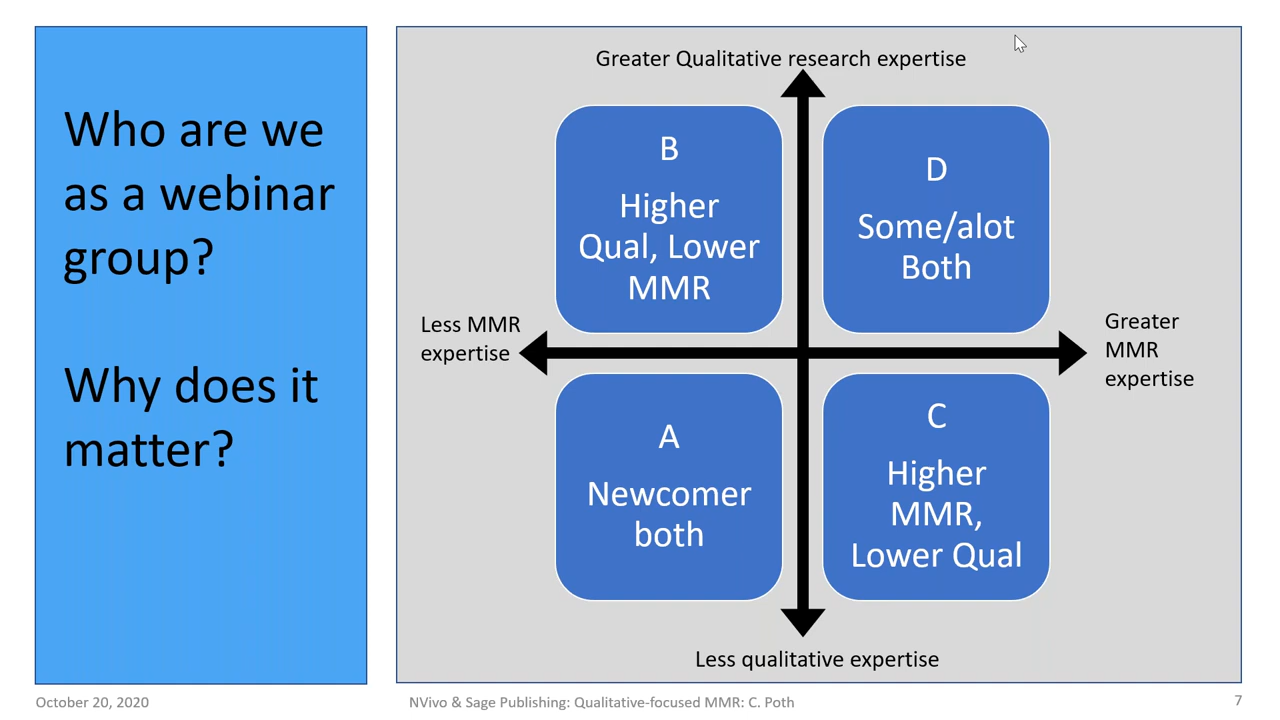 Who are we
as a webinar
group?
Why does it
matter?
Greater Qualitative research expertise
B
Higher
Qual, Lower
MMR
D
Some/alot
Both
Less MMR
expertise
Greater
MMR
expertise
A
Newcomer
both
C
Higher
MMR,
Lower Qual
Less qualitative expertise
October 20, 2020
NVivo & Sage Publishing: Qualitative-focused MMR: C. Poth
7